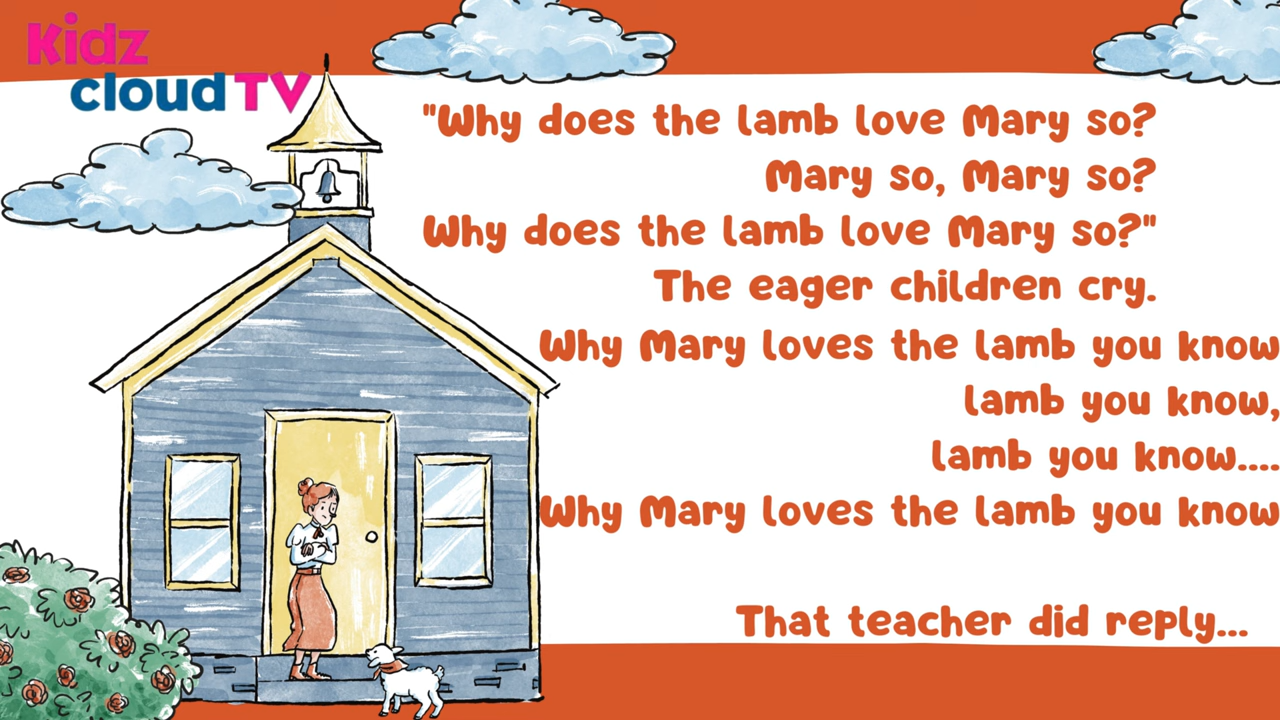 Kidz
cloud TV
"Why does the lamb love Mary so?
Mary so, Mary so?
Why does the lamb love Mary so?"
The eager children cry.
Why Mary loves the lamb you know
lamb you know,
lamb you know....
Why Mary loves the lamb you know
That teacher did reply...